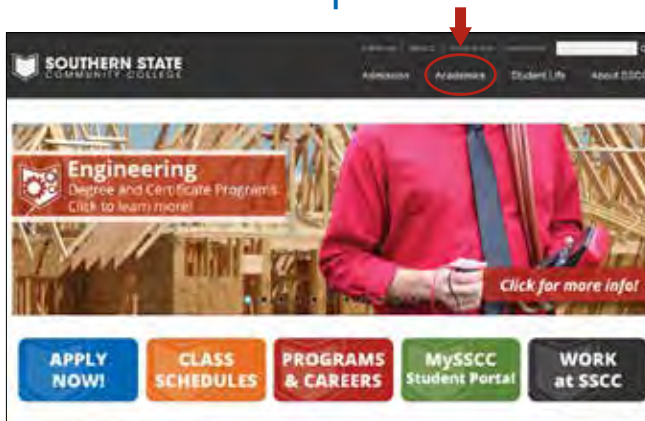 SOUTHERN STATE
COMMUNITY COLLEGE
Admission Academics Student Life About SSCC
Engineering
Degree and Certificate Programs
Click to learn more!
Click for more info!
APPLY
NOW!
CLASS
SCHEDULES
PROGRAMS
& CAREERS
MySSCC
Student Portal
WORK
at SSCC